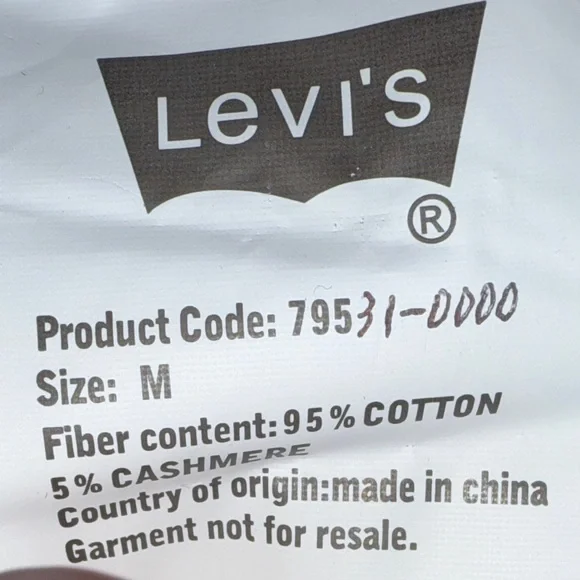 Levi's
®
Product Code: 79531-0000
Size: M
Fiber content: 95% COTTON
5% CASHMERE
Country of origin:made in china
Garment not for resale.